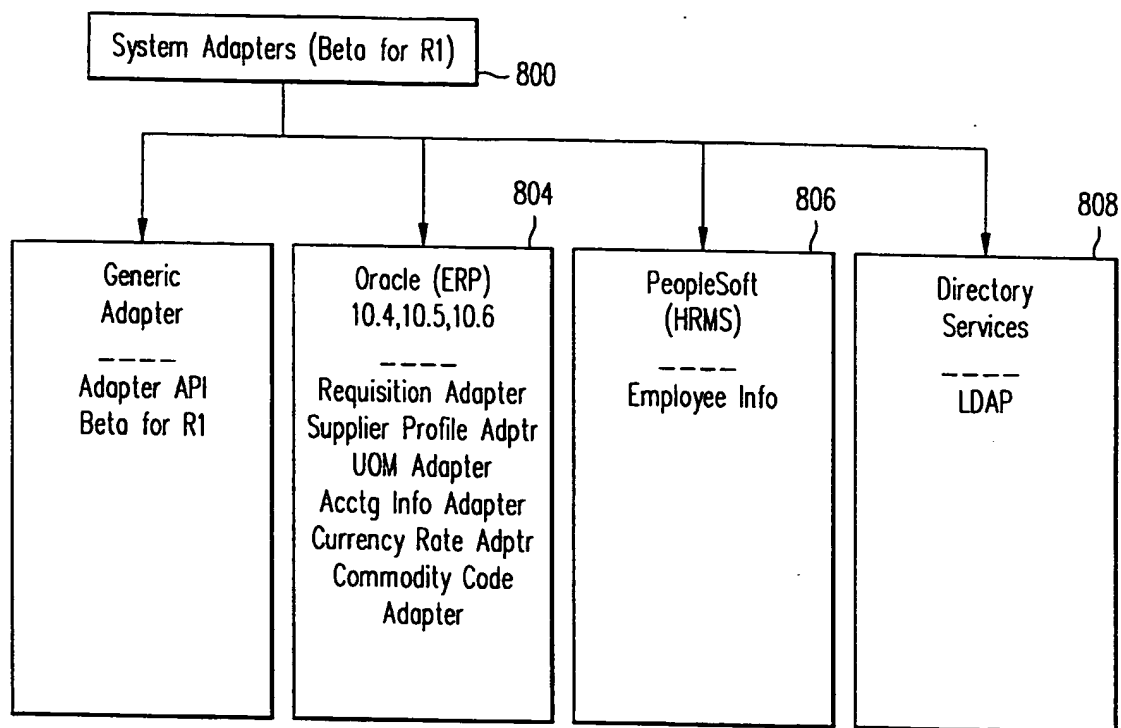 System Adapters (Beta for R1)
800
804
806
808
Generic
Adapter
Adapter API
Beta for R1
Oracle (ERP)
10.4,10.5,10.6
Requisition Adapter
Supplier Profile Adptr
UOM Adapter
Acctg Info Adapter
Currency Rate Adptr
Commodity Code
Adapter
PeopleSoft
(HRMS)
Employee Info
Directory
Services
LDAP